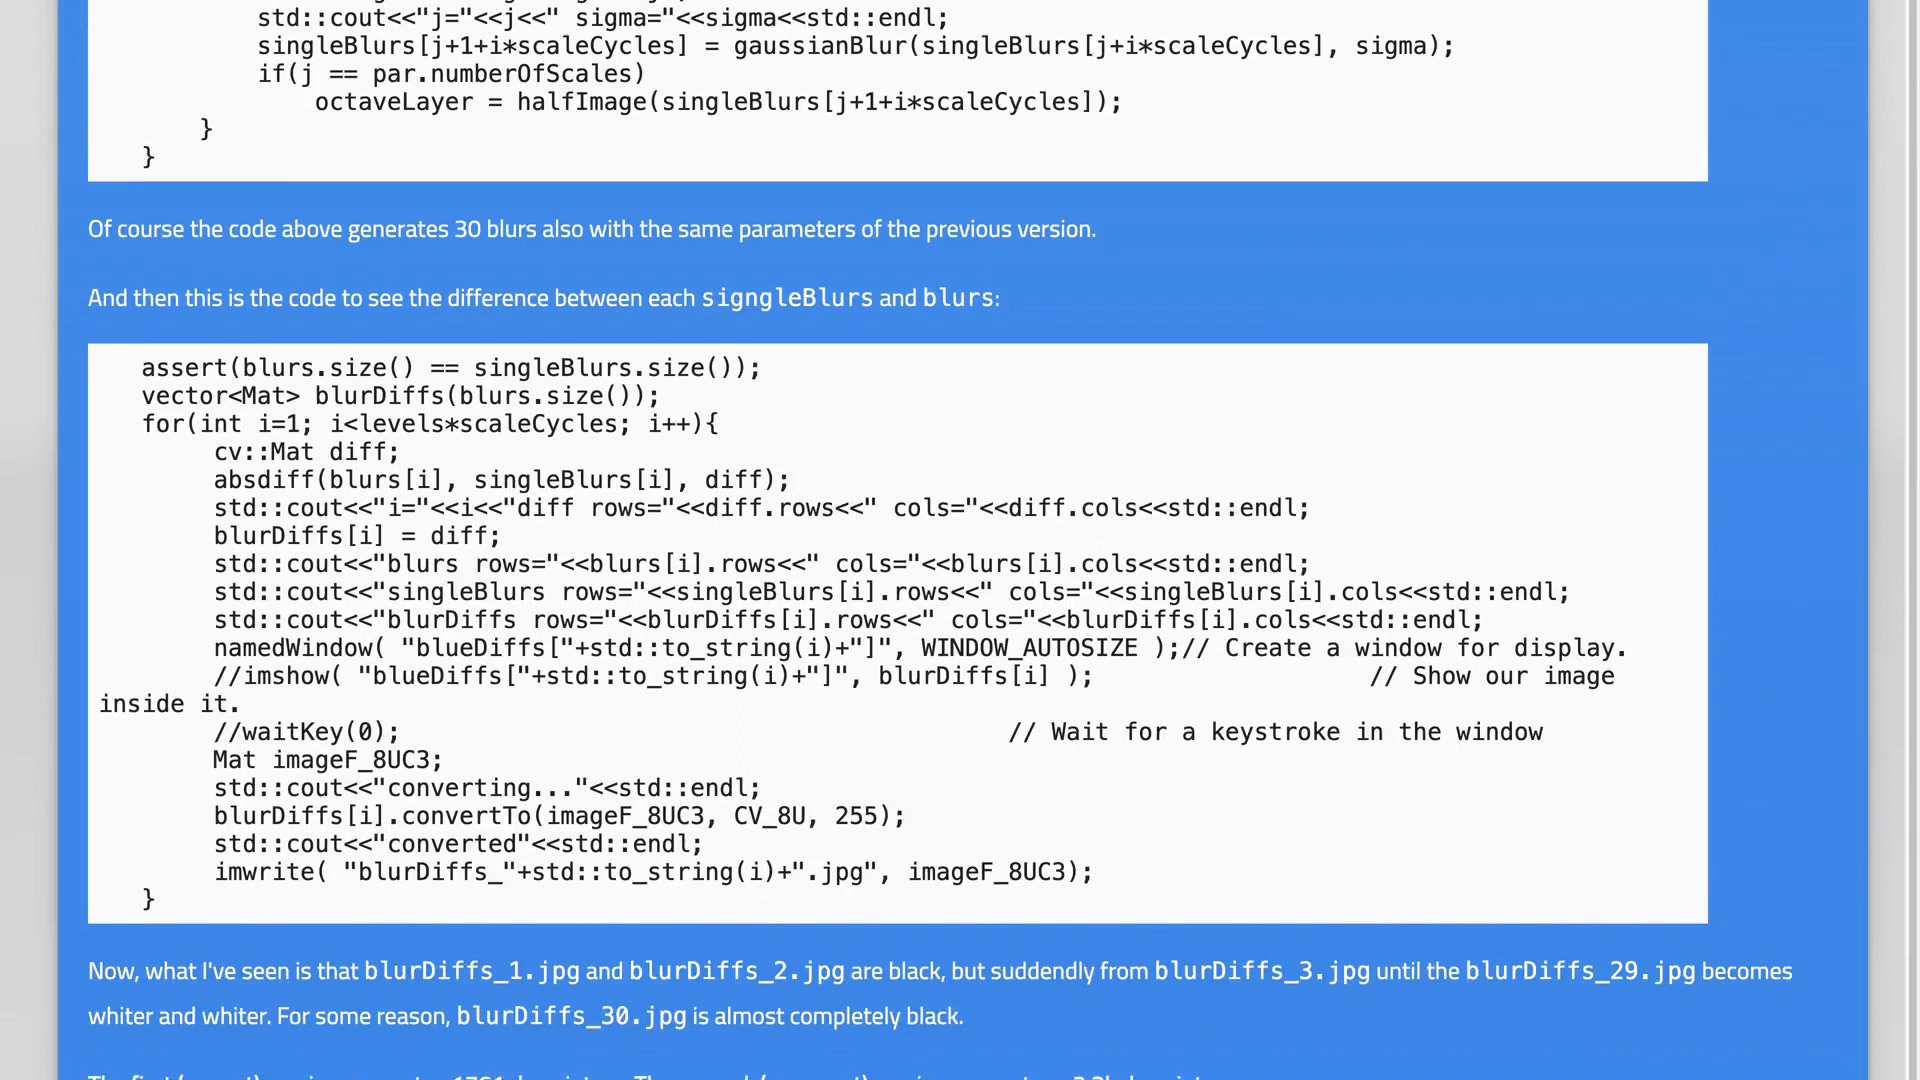 std::cout<<"j="<<j<<" sigma="<<sigma<<std::endl;
singleBlurs[j+1+i*scaleCycles] = gaussianBlur(singleBlurs[j+i*scaleCycles], sigma);
if(j == par.numberOfScales)
octaveLayer = halfImage(singleBlurs[j+1+i*scaleCycles]);
}
}
Of course the code above generates 30 blurs also with the same parameters of the previous version.
And then this is the code to see the difference between each signgleBlurs and blurs:
assert(blurs.size() == singleBlurs.size());
vector<Mat> blurDiffs(blurs.size());
for(int i=1; i<levels*scaleCycles; i++){
cv::Mat diff;
absdiff(blurs[i], singleBlurs[i], diff);
std::cout<<"i="<<i<<"diff rows="<<diff.rows<<" cols="<<diff.cols<<std::endl;
blurDiffs[i] = diff;
std::cout<<"blurs rows="<<blurs[i].rows<<" cols="<<blurs[i].cols<<std::endl;
std::cout<<"singleBlurs rows="<<singleBlurs[i].rows<<" cols="<<singleBlurs[i].cols<<std::endl;
std::cout<<"blurDiffs rows="<<blurDiffs[i].rows<<" cols="<<blurDiffs[i].cols<<std::endl;
namedWindow( "blueDiffs["+std::to_string(i)+"]", WINDOW_AUTOSIZE );// Create a window for display.
//imshow( "blueDiffs["+std::to_string(i)+"]", blurDiffs[i] ); // Show our image
inside it.
//waitKey(0); // Wait for a keystroke in the window
Mat imageF_8UC3;
std::cout<<"converting..."<<std::endl;
blurDiffs[i].convertTo(imageF_8UC3, CV_8U, 255);
std::cout<<"converted"<<std::endl;
imwrite( "blurDiffs_"+std::to_string(i)+".jpg", imageF_8UC3);
}
Now, what I've seen is that blurDiffs_1.jpg and blurDiffs_2.jpg are black, but suddendly from blurDiffs_3.jpg until the blurDiffs_29.jpg becomes
whiter and whiter. For some reason, blurDiffs_30.jpg is almost completely black.